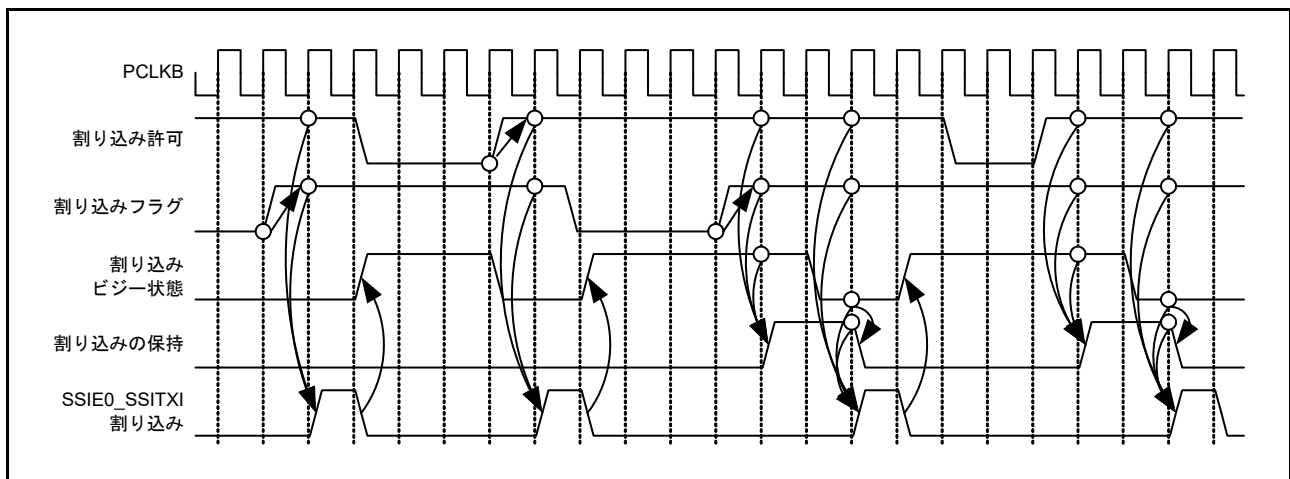 PCLKB
割り込み許可
割り込みフラグ
割り込み
ビジー状態
割り込みの保持
SSIE0_SSITXI
割り込み